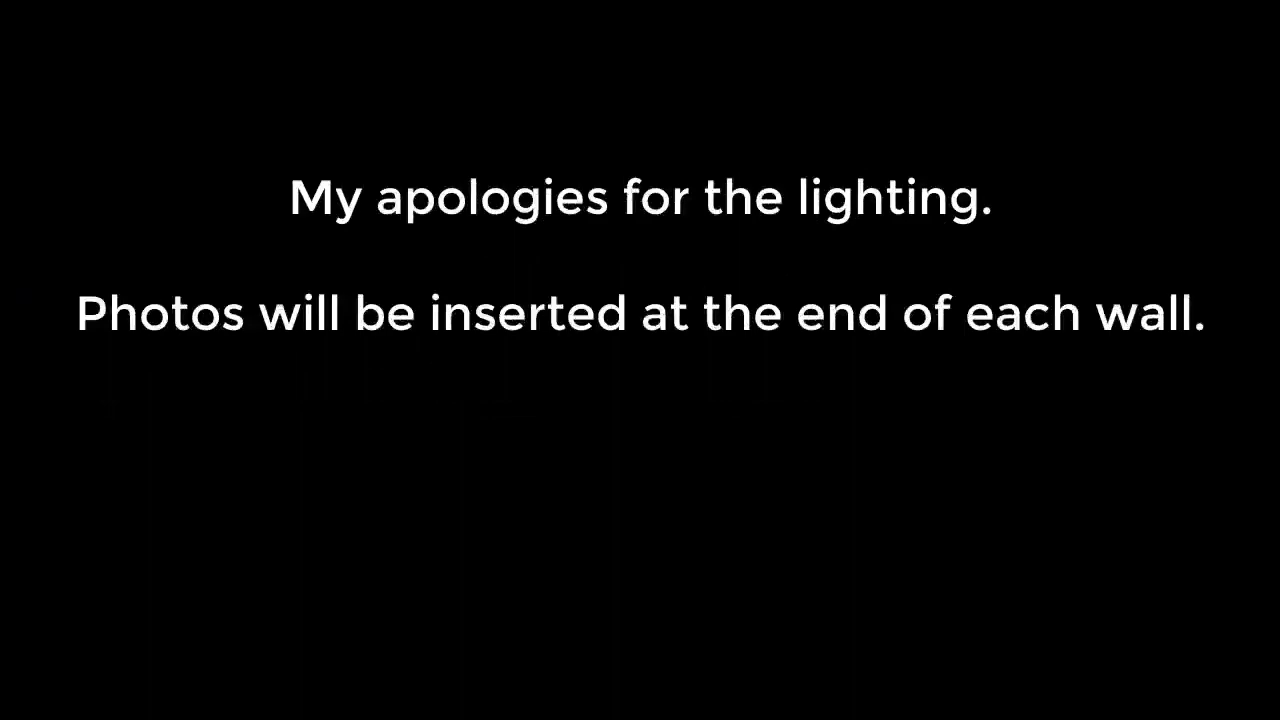 My apologies for the lighting.
Photos will be inserted at the end of each wall.